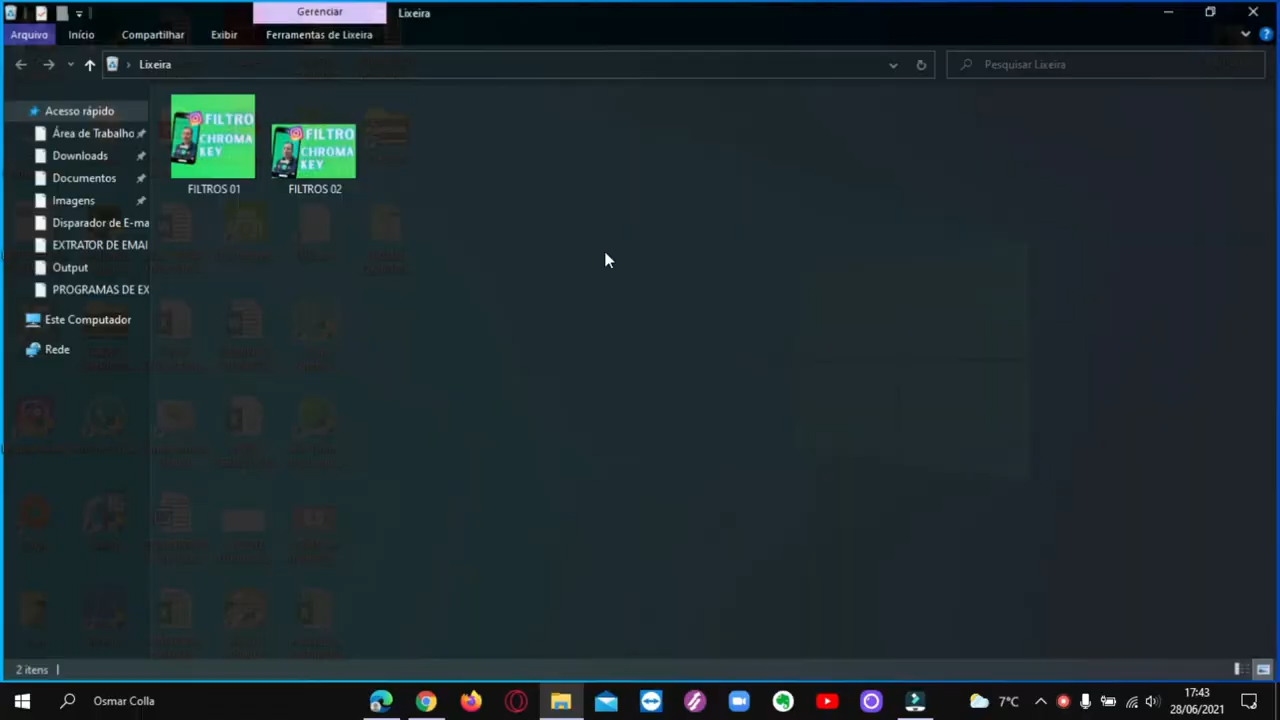 Gerenciar
Lixeira
Arquivo
Início
Compartilhar
Exibir
Ferramentas de Lixeira
Lixeira
Pesquisar Lixeira
Acesso rápido
Área de Trabalho
Downloads
Documentos
Imagens
Disparador de E-ma
EXTRATOR DE EMAI
Output
PROGRAMAS DE EX
Este Computador
Rede
FILTRO
CHROMA
KEY
FILTROS 01
FILTRO
CHROMA
KEY
FILTROS 02
2 itens
Osmar Colla
7°C
17:43
28/06/2021